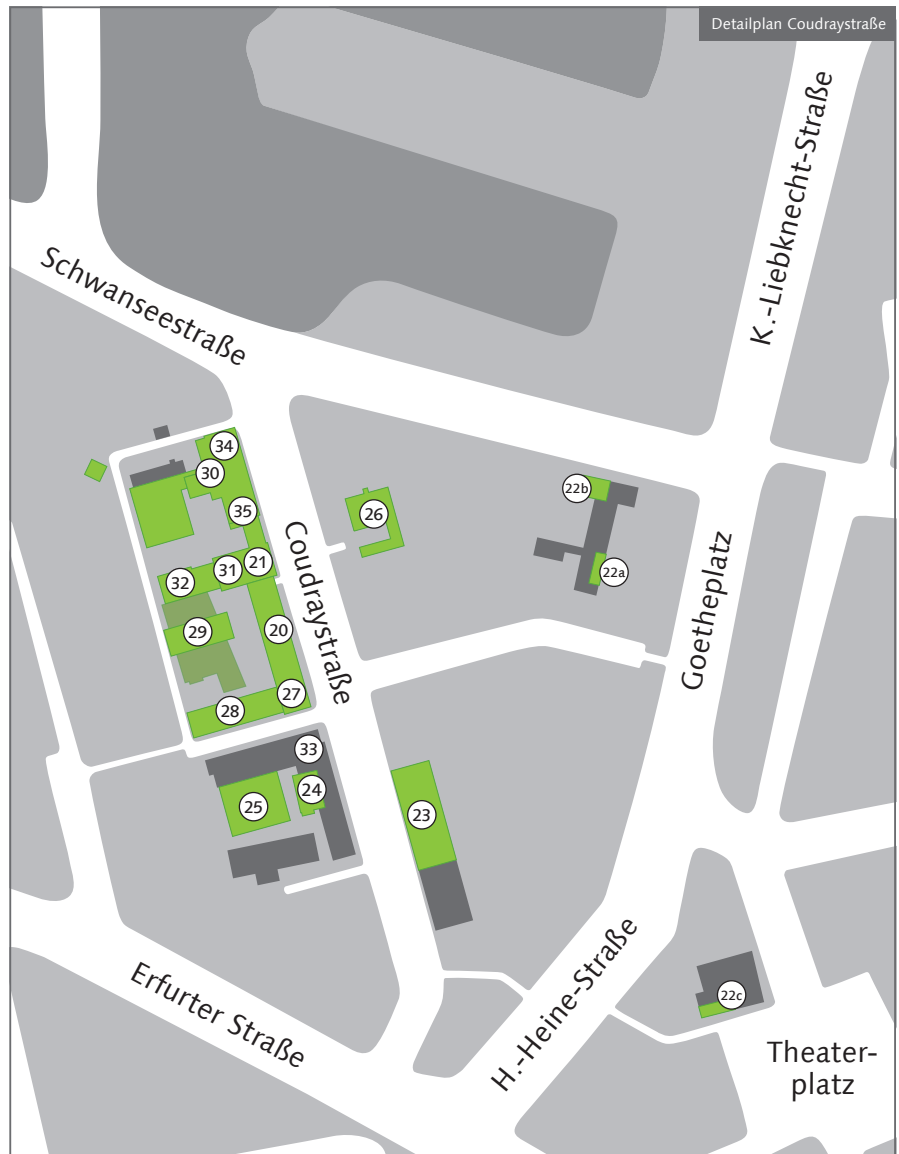 Detailplan Coudraystraße
K.-Liebknecht-Straße
Schwanseestraße
34
30
22b
26
35
Coudraystraße
21
31
22a
32
Goetheplatz
20
29
27
28
33
24
25
23
H.-Heine-Straße
22c
Erfurter Straße
Theater-
platz